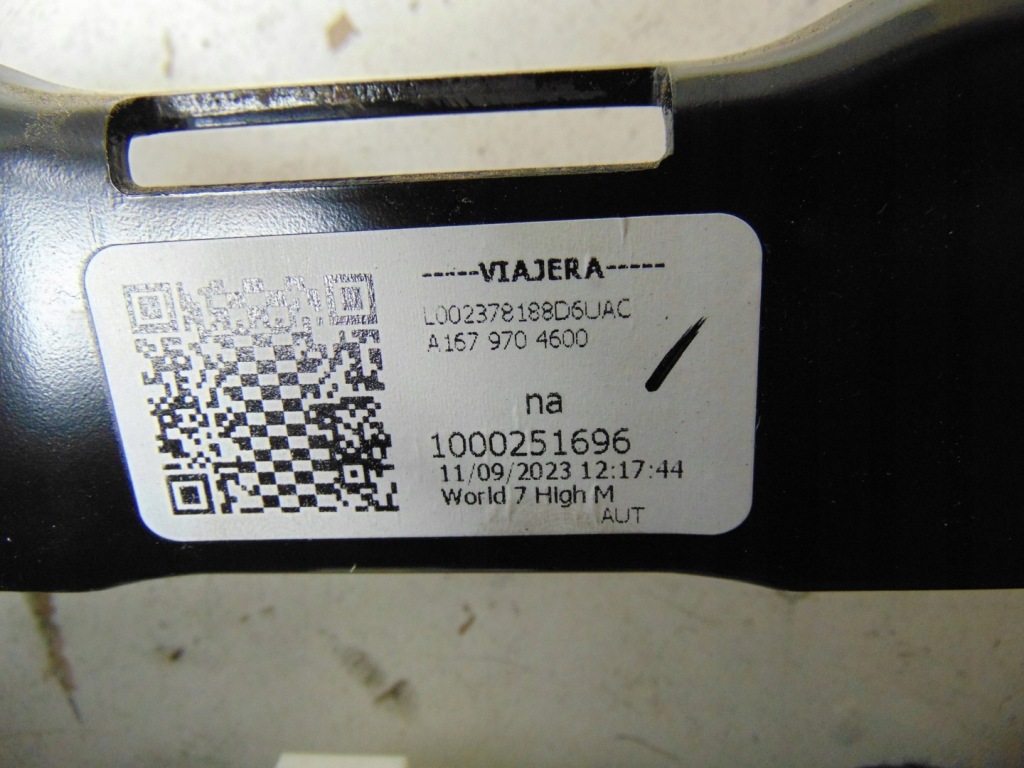 -----VIAJERA-----
L002378188D6UAC
A167 970 4600
na
1000251696
11/09/2023 12:17:44
World 7 High M
AUT